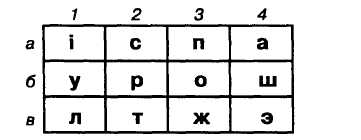 1 2 3 4
а і с п а
б у р о ш
в л т ж э